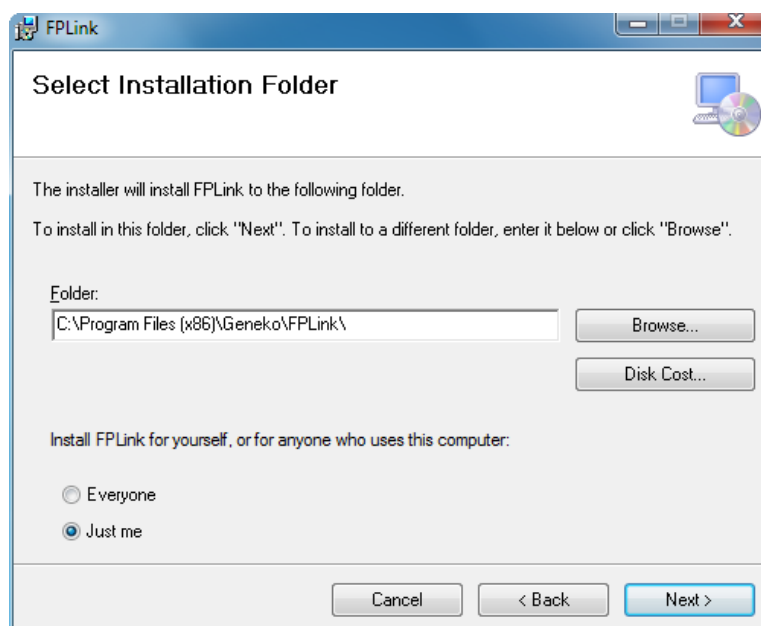 FPLink
Select Installation Folder
The installer will install FPLink to the following folder.
To install in this folder, click "Next". To install to a different folder, enter it below or click "Browse".
Folder:
C:\Program Files (x86)\Geneko\FPLink\
Browse...
Disk Cost...
Install FPLink for yourself, or for anyone who uses this computer:
Everyone
Just me
Cancel
< Back
Next >